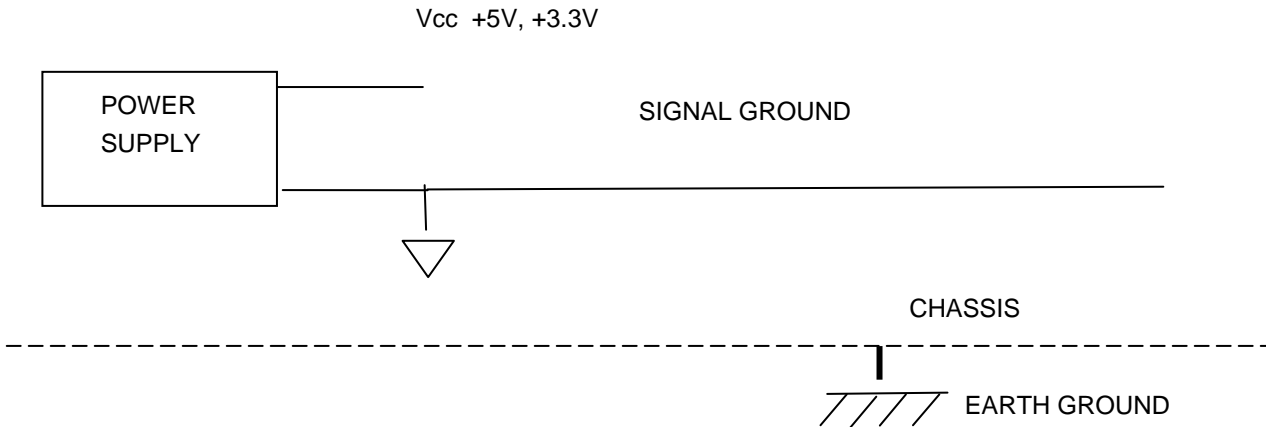 Vcc +5V, +3.3V
POWER
SUPPLY
SIGNAL GROUND
CHASSIS
EARTH GROUND